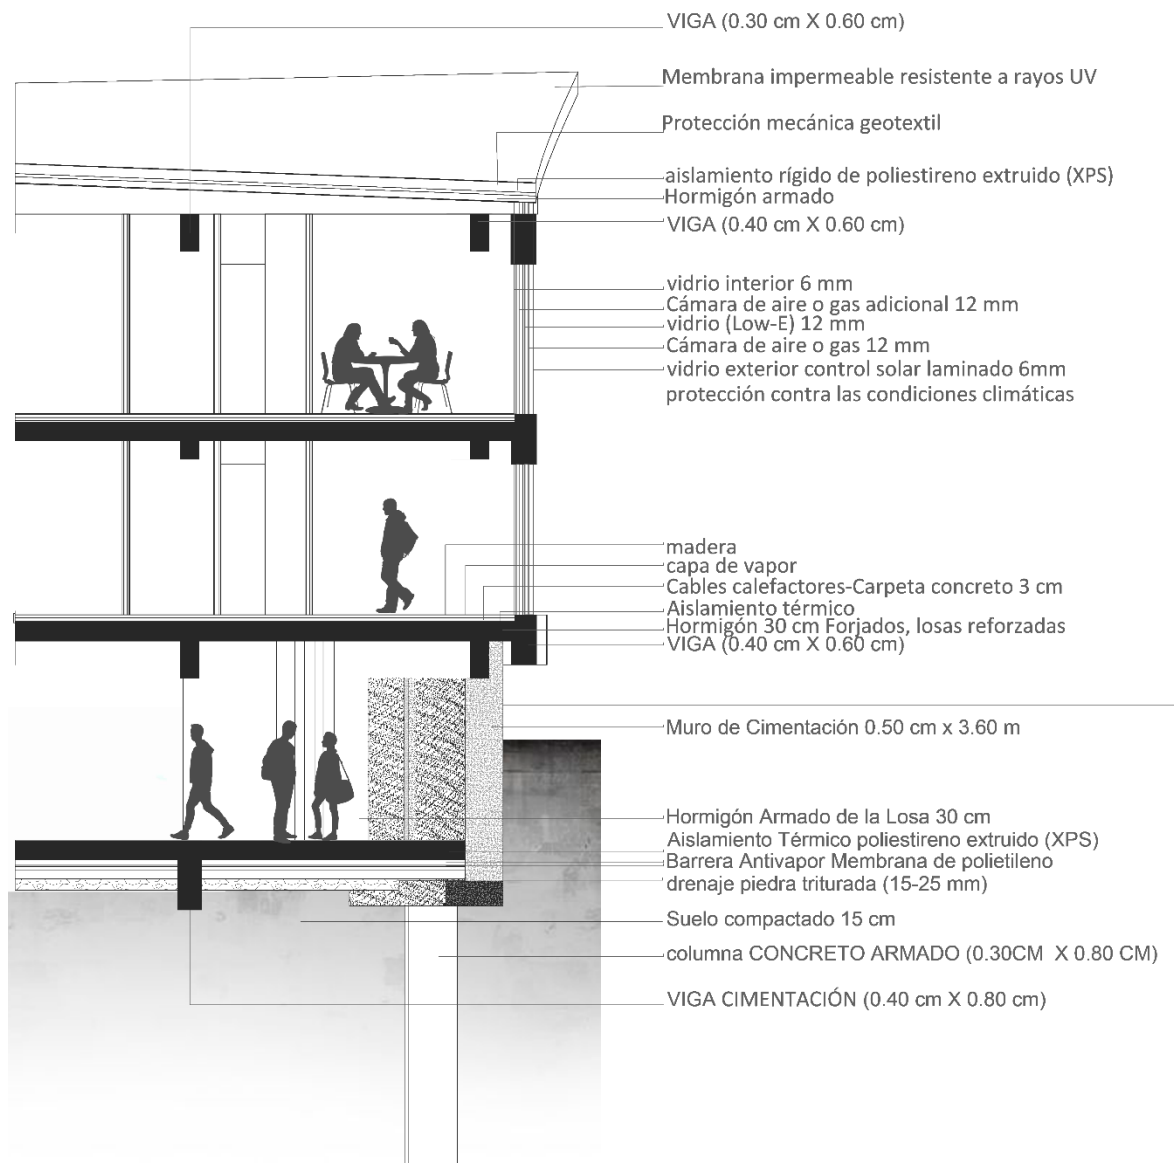 VIGA (0.30 cm X 0.60 cm)
Membrana impermeable resistente a rayos UV
Protección mecánica geotextil
aislamiento rígido de poliestireno extruido (XPS)
Hormigón armado
VIGA (0.40 cm X 0.60 cm)
vidrio interior 6 mm
Cámara de aire o gas adicional 12 mm
vidrio (Low-E) 12 mm
Cámara de aire o gas 12 mm
vidrio exterior control solar laminado 6mm
protección contra las condiciones climáticas
madera
capa de vapor
Cables calefactores-Carpeta concreto 3 cm
Aislamiento térmico
Hormigón 30 cm Forjados, losas reforzadas
VIGA (0.40 cm X 0.60 cm)
Muro de Cimentación 0.50 cm x 3.60 m
Hormigón Armado de la Losa 30 cm
Aislamiento Térmico poliestireno extruido (XPS)
Barrera Antivapor Membrana de polietileno
drenaje piedra triturada (15-25 mm)
Suelo compactado 15 cm
columna CONCRETO ARMADO (0.30CM X 0.80 CM)
VIGA CIMENTACIÓN (0.40 cm X 0.80 cm)